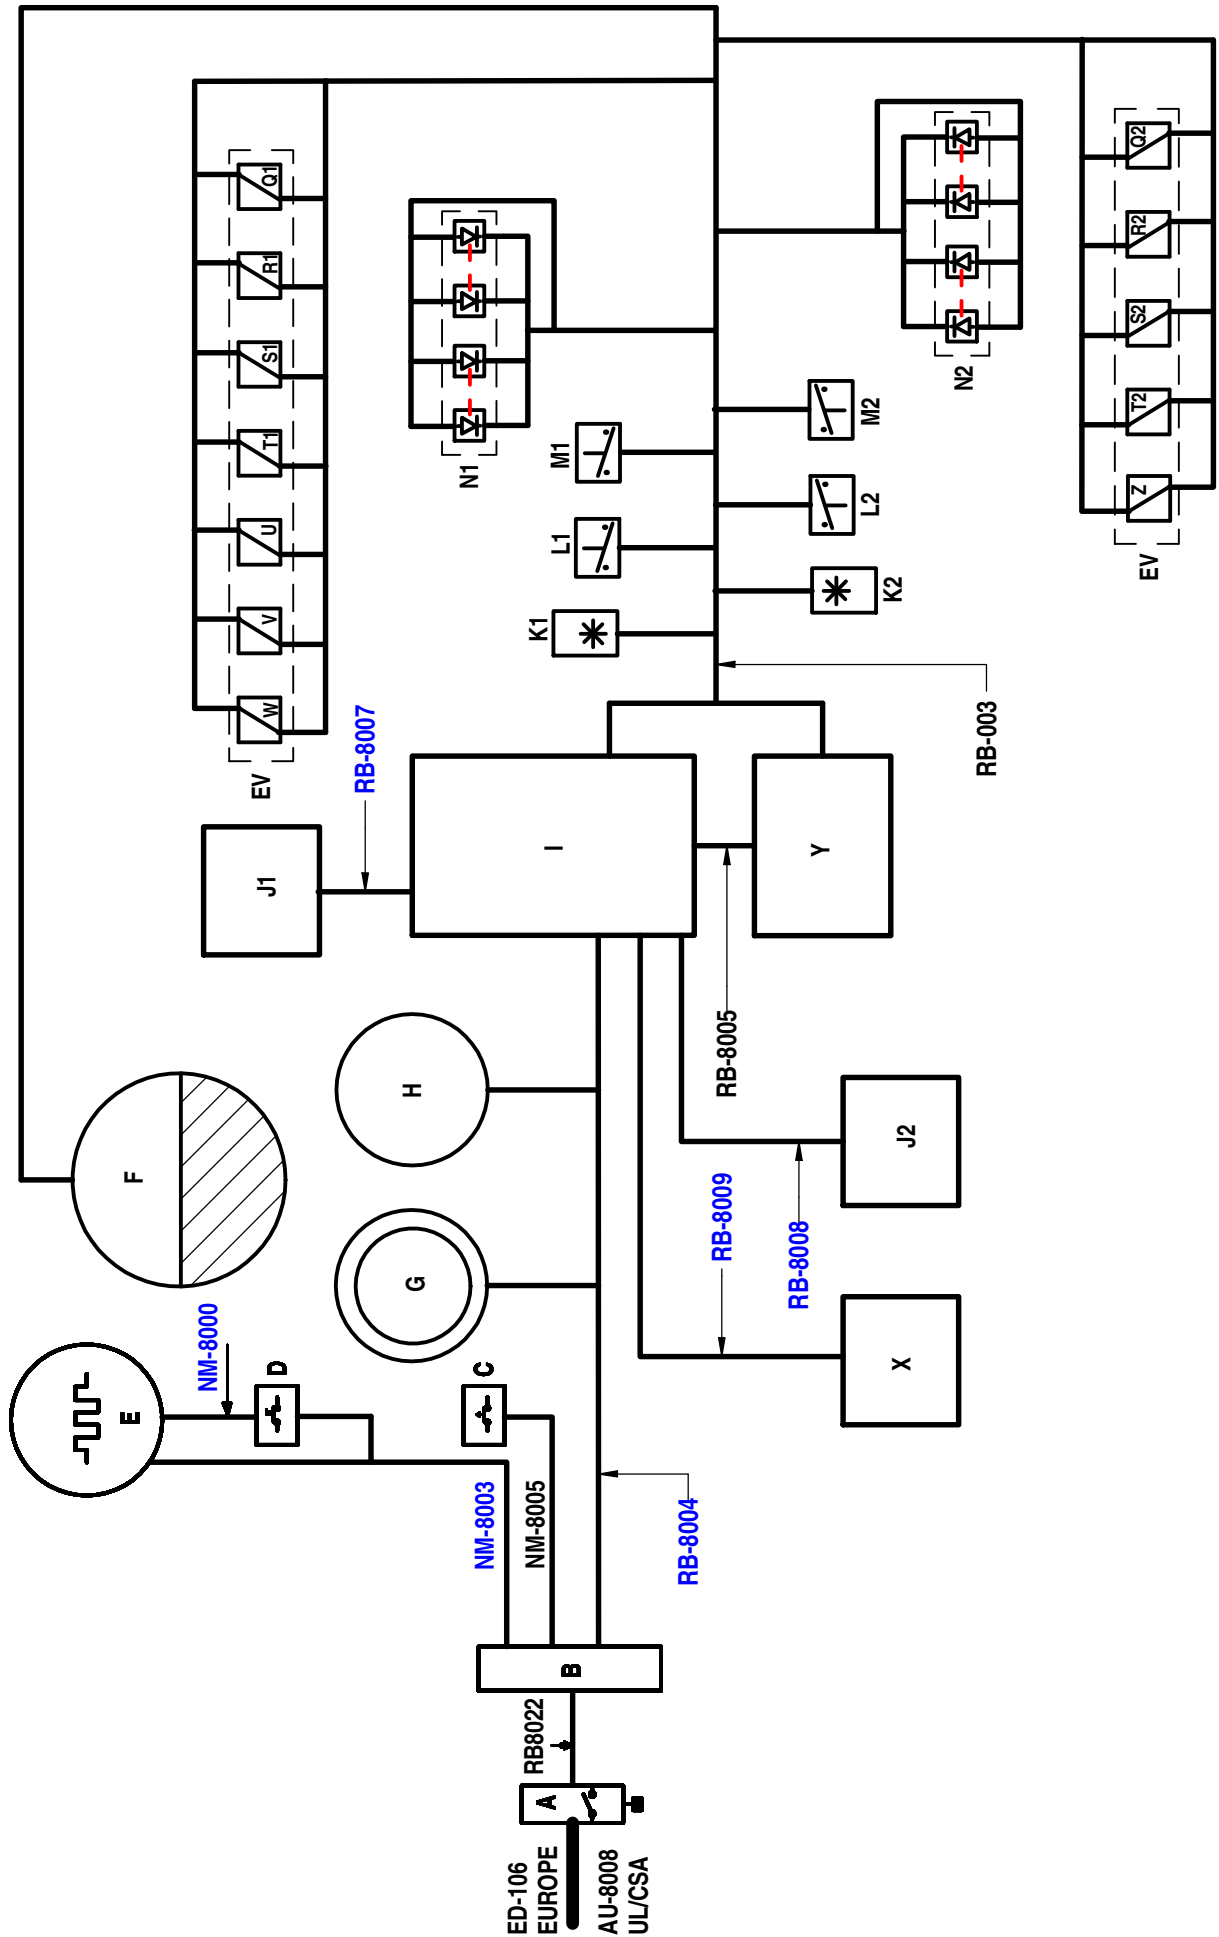 ED-106
EUROPE
AU-8008
UL/CSA
A
RB8022
B
NM-8003
NM-8005
RB-8004
C
D
NM-8000
E
F
G
H
X
RB-8009
J2
RB-8008
RB-8005
J1
RB-8007
I
Y
RB-003
EV
W
V
U
T1
S1
R1
Q1
K1
L1
M1
N1
K2
L2
M2
N2
EV
Z
T2
S2
R2
Q2